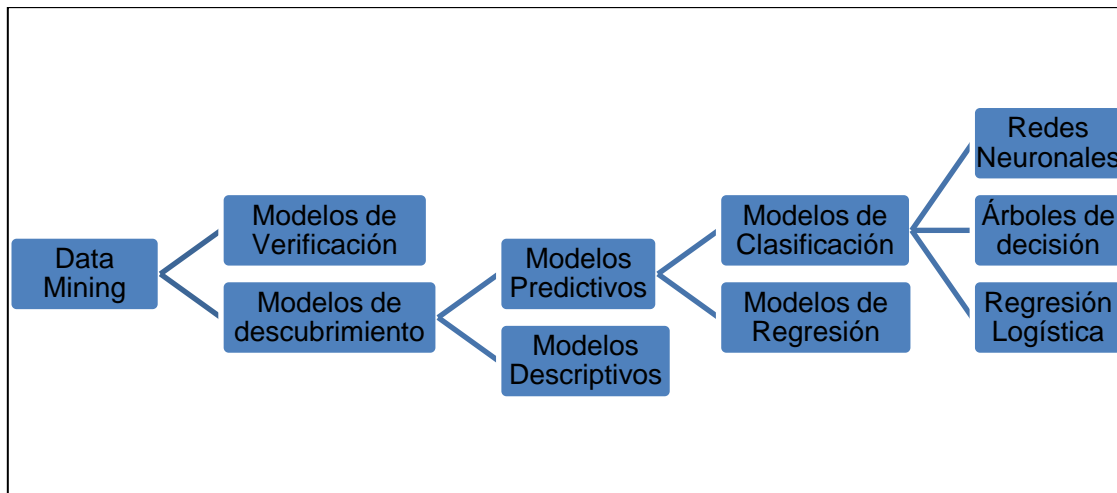 Data
Mining
Modelos de
Verificación
Modelos de
descubrimiento
Modelos
Predictivos
Modelos
Descriptivos
Modelos de
Clasificación
Modelos de
Regresión
Redes
Neuronales
Árboles de
decisión
Regresión
Logística